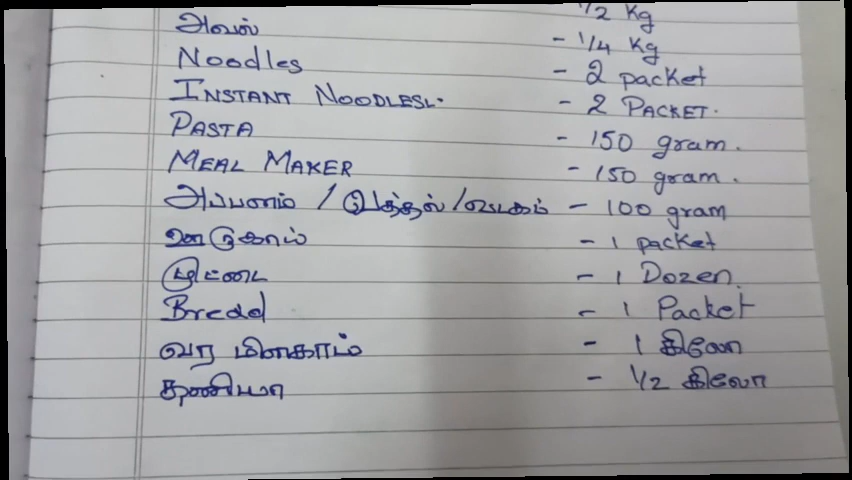 1/2 Kg
அவல் - 1/4 Kg
Noodles - 2 packet
INSTANT NOODLES. - 2 PACKET.
PASTA - 150 gram.
MEAL MAKER - 150 gram.
அப்பளம் / வத்தல் / வடகம் - 100 gram
ஊறுகாய் - 1 packet
முட்டை - 1 Dozen.
Bread - 1 Packet
வர மிளகாய் - 1 கிலோ
தனியா - 1/2 கிலோ